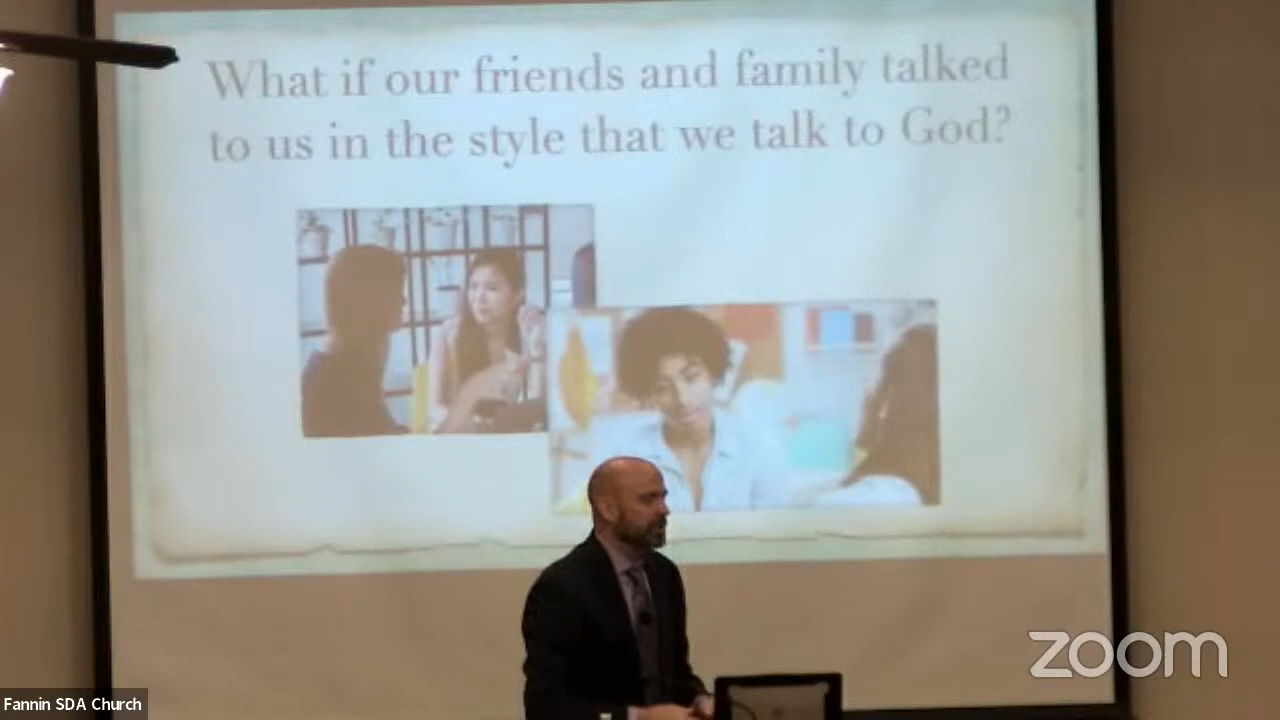 What if our friends and family talked
to us in the style that we talk to God?
zoom
Fannin SDA Church